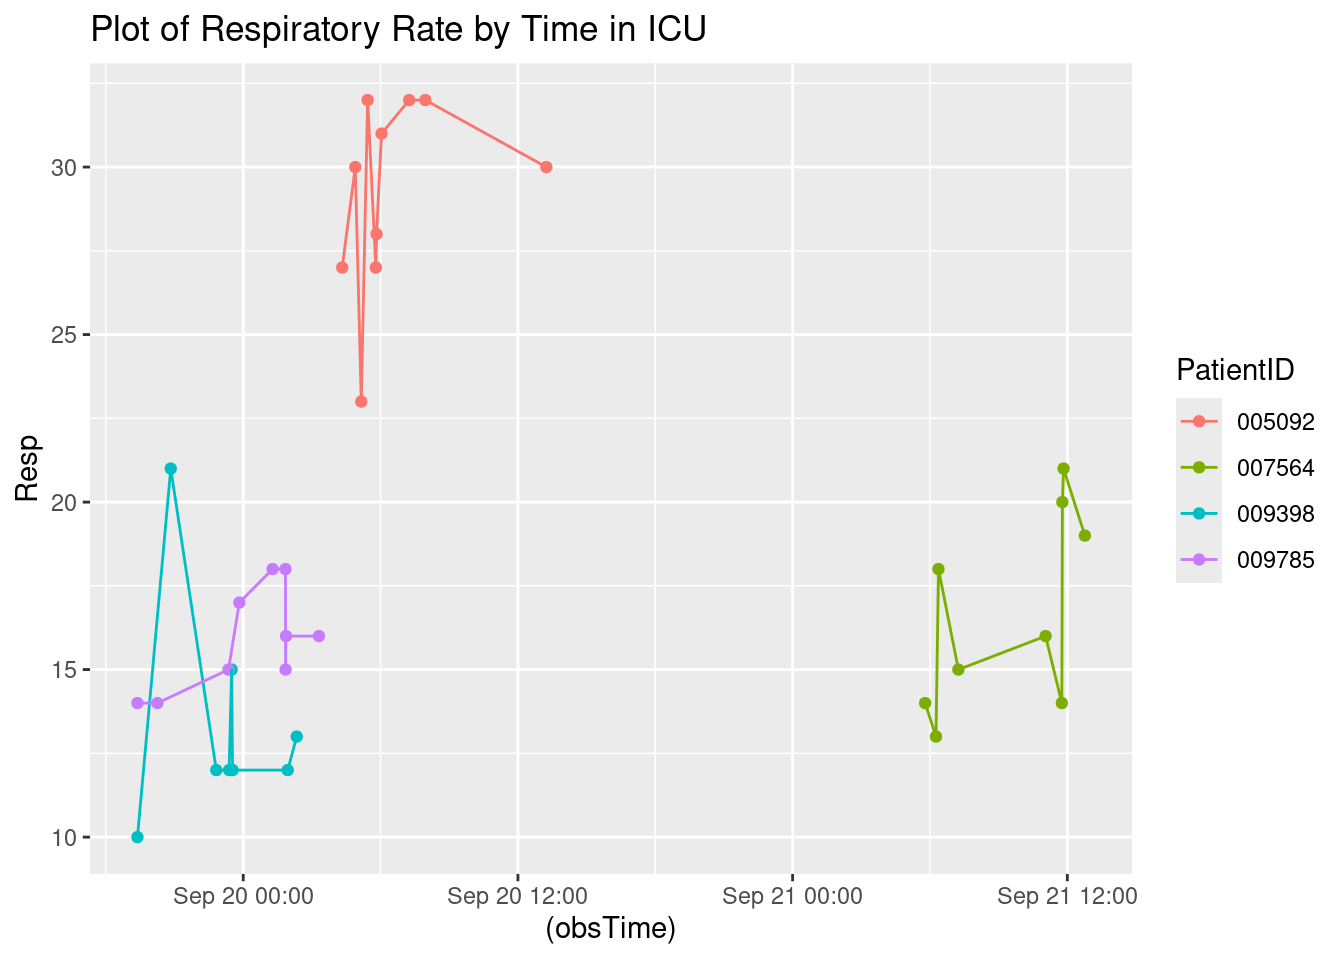 Plot of Respiratory Rate by Time in ICU
Resp
30
25
20
15
10
Sep 20 00:00
Sep 20 12:00
Sep 21 00:00
Sep 21 12:00
(obsTime)
PatientID
005092
007564
009398
009785